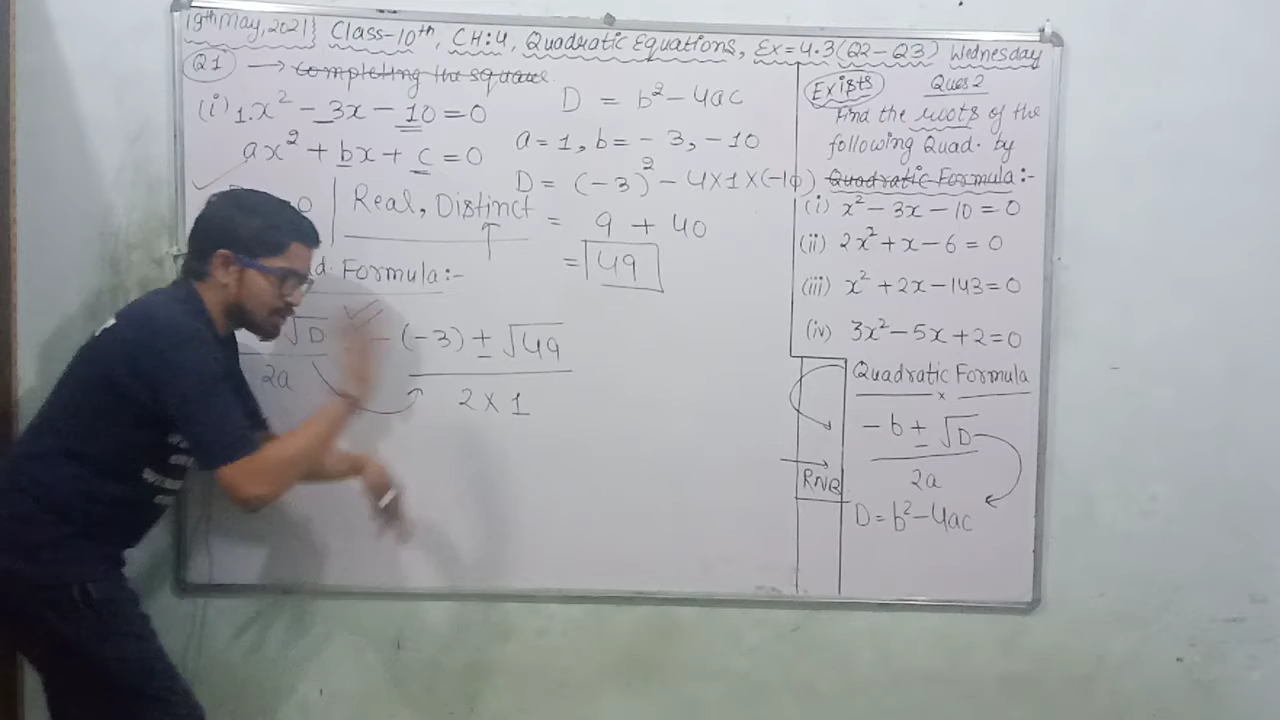 19th May, 2021} Class-10th, CH:4, Quadratic Equations, Ex=4.3(Q2-Q3) Wednesday
Q1 → Completing the square
(i) 1.x² - 3x - 10 = 0
ax² + bx + c = 0
0 | Real, Distinct
d. Formula:-
√D
2a
- (-3) ± √49
2 × 1
D = b² - 4ac
a = 1, b = - 3, -10
D = (-3)² - 4×1×(-10)
= 9 + 40
= 49
Exists Ques 2
Find the roots of the
following Quad. by
Quadratic Formula:-
(i) x² - 3x - 10 = 0
(ii) 2x² + x - 6 = 0
(iii) x² + 2x - 143 = 0
(iv) 3x² - 5x + 2 = 0
Quadratic Formula
x
- b ± √D
2a
RNB
D = b² - 4ac